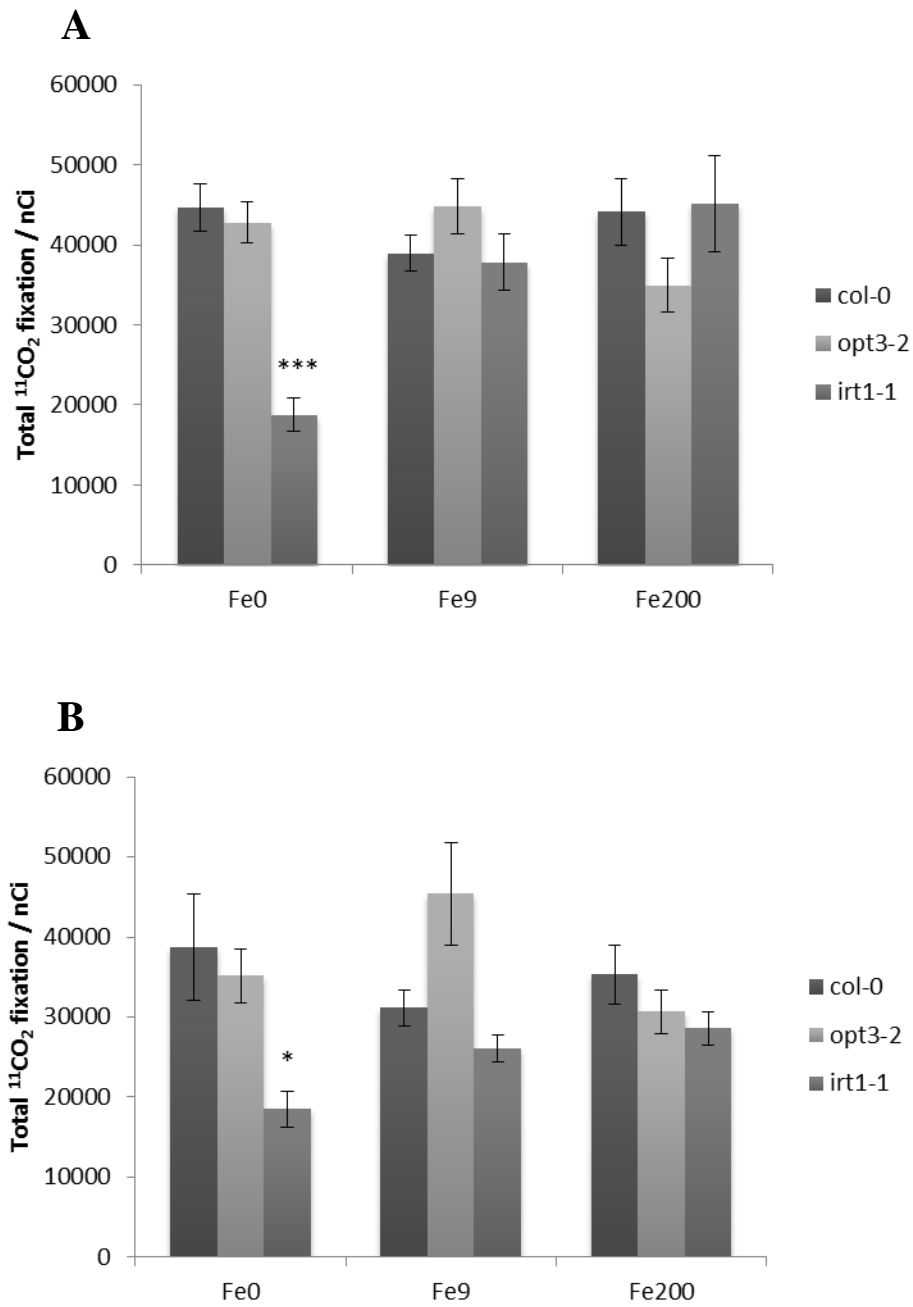 A
Total ¹¹CO₂ fixation / nCi
60000
50000
40000
30000
20000
10000
0
***
Fe0
Fe9
Fe200
col-0
opt3-2
irt1-1
B
Total ¹¹CO₂ fixation / nCi
60000
50000
40000
30000
20000
10000
0
*
Fe0
Fe9
Fe200
col-0
opt3-2
irt1-1